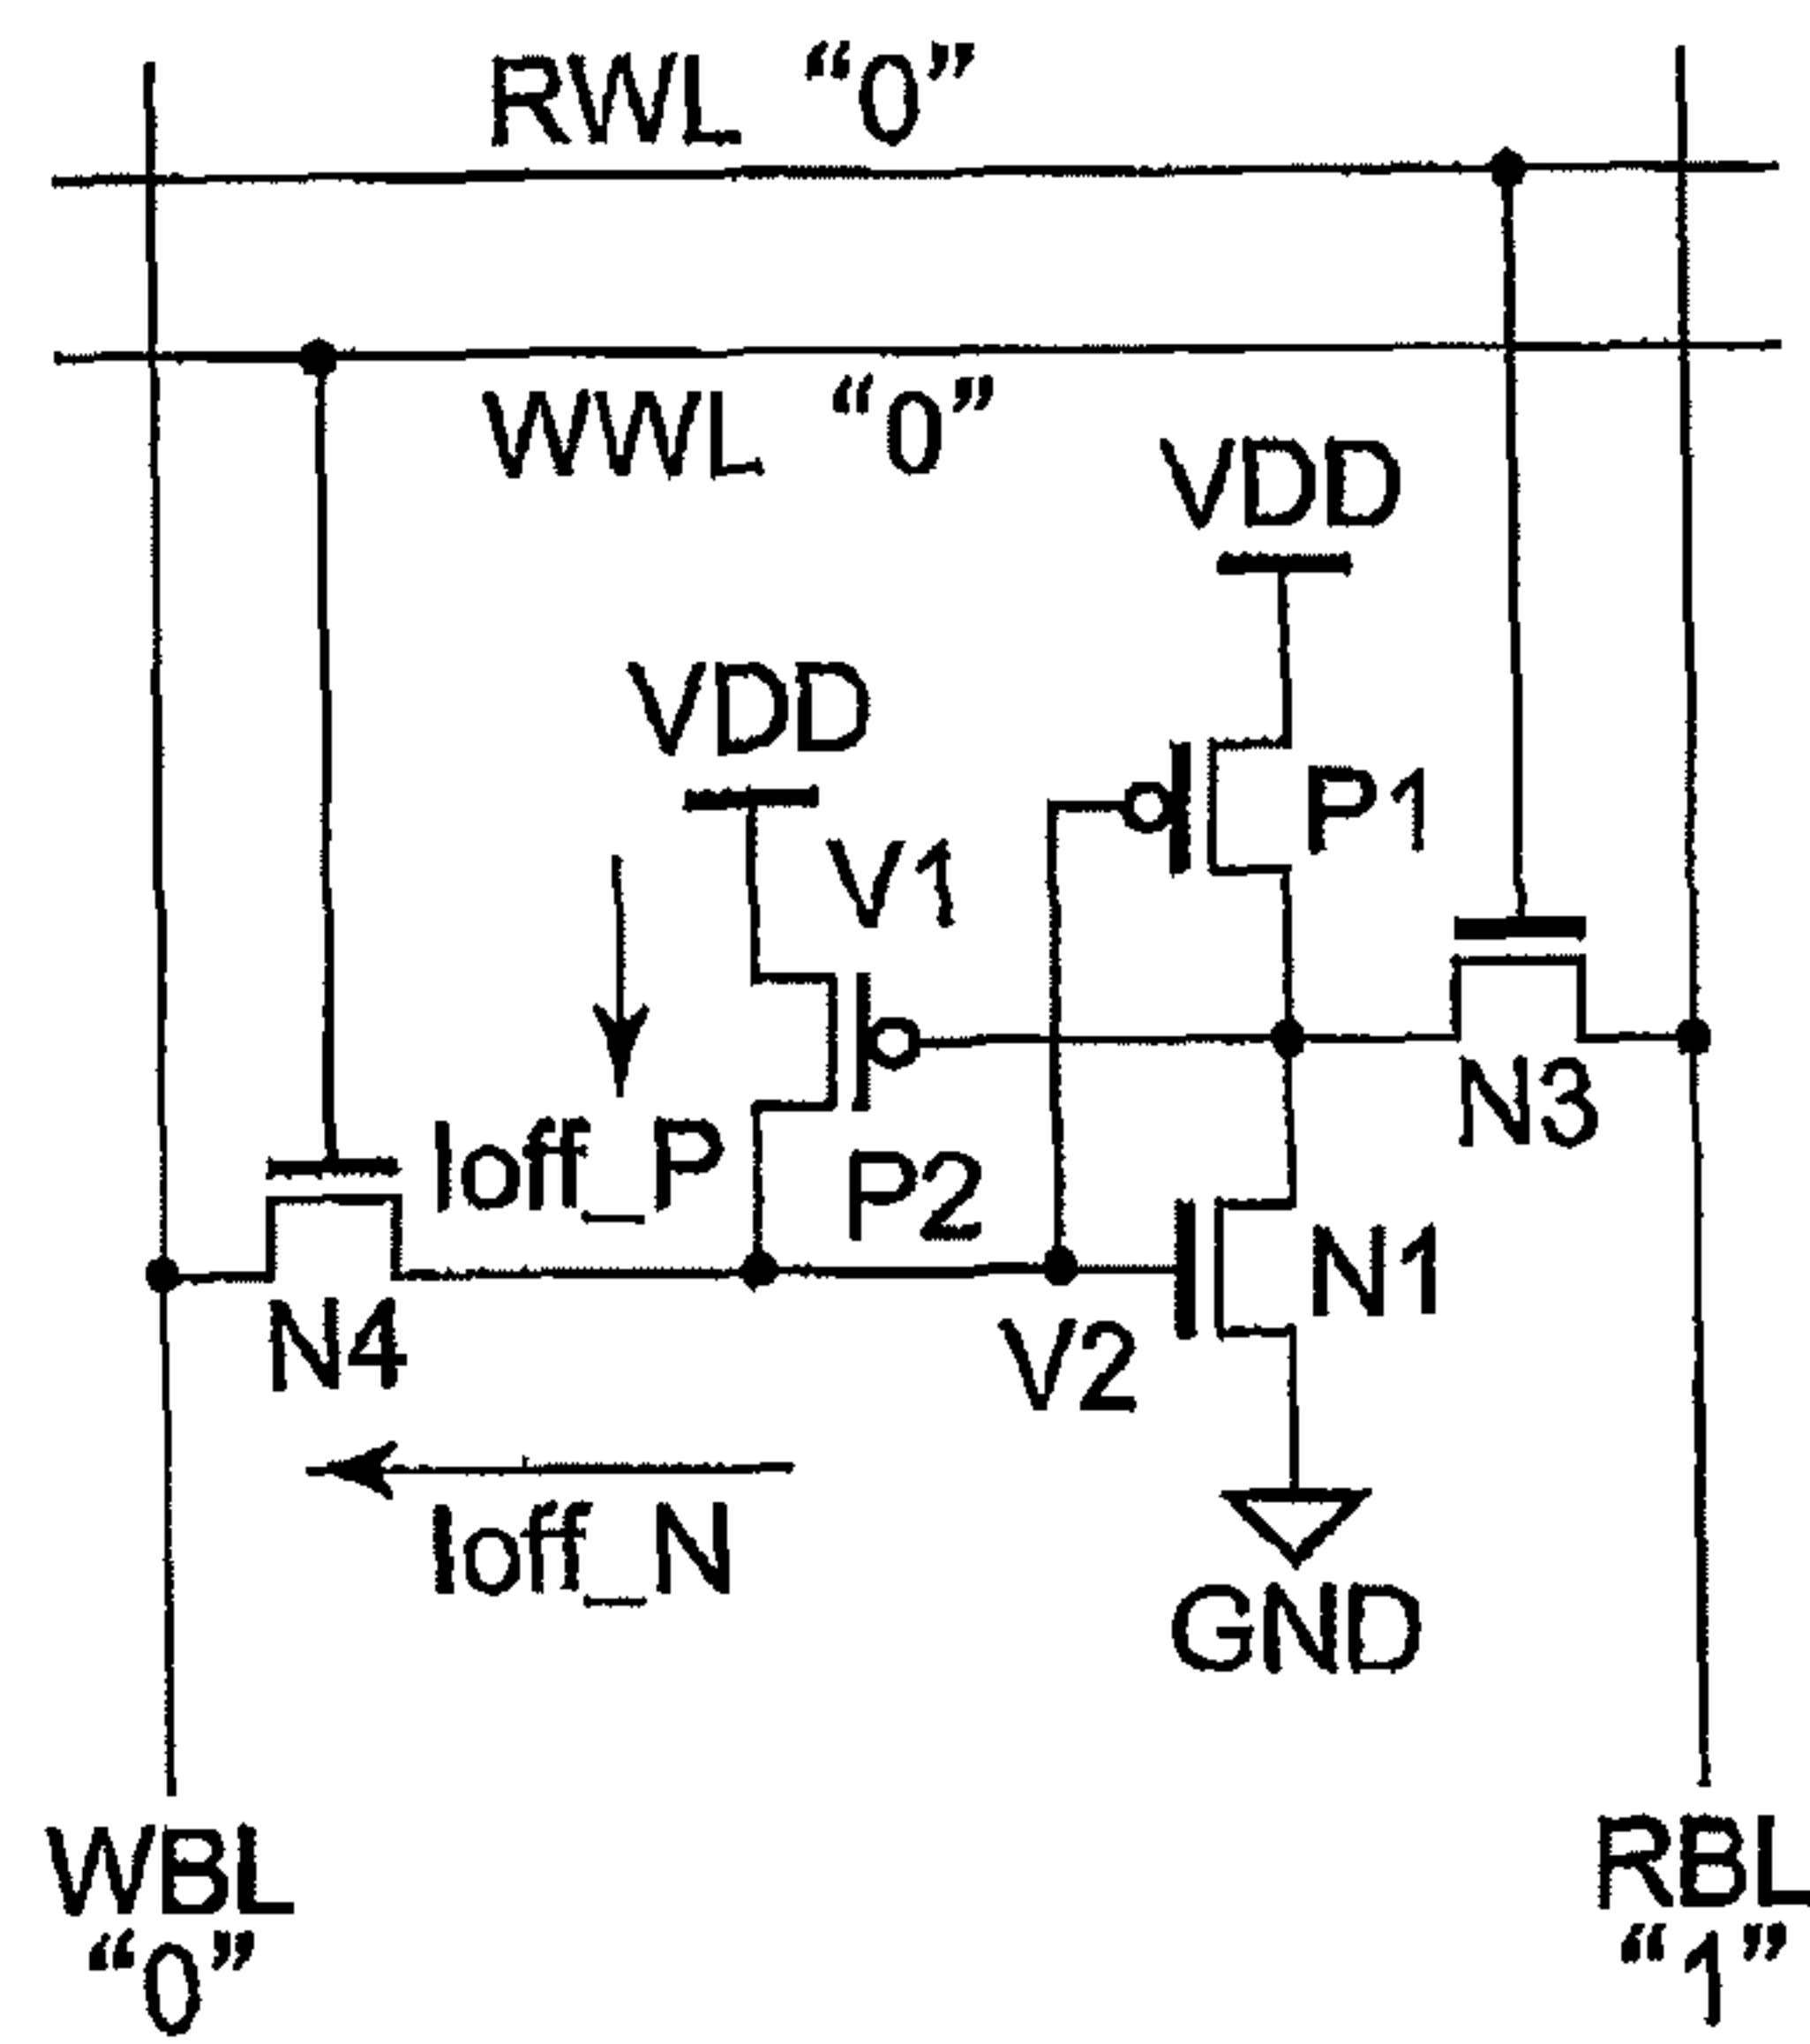 RWL “0”
WWL “0”
VDD
VDD
P1
V1
N3
Ioff_P
P2
N1
N4
V2
Ioff_N
GND
WBL
“0”
RBL
“1”